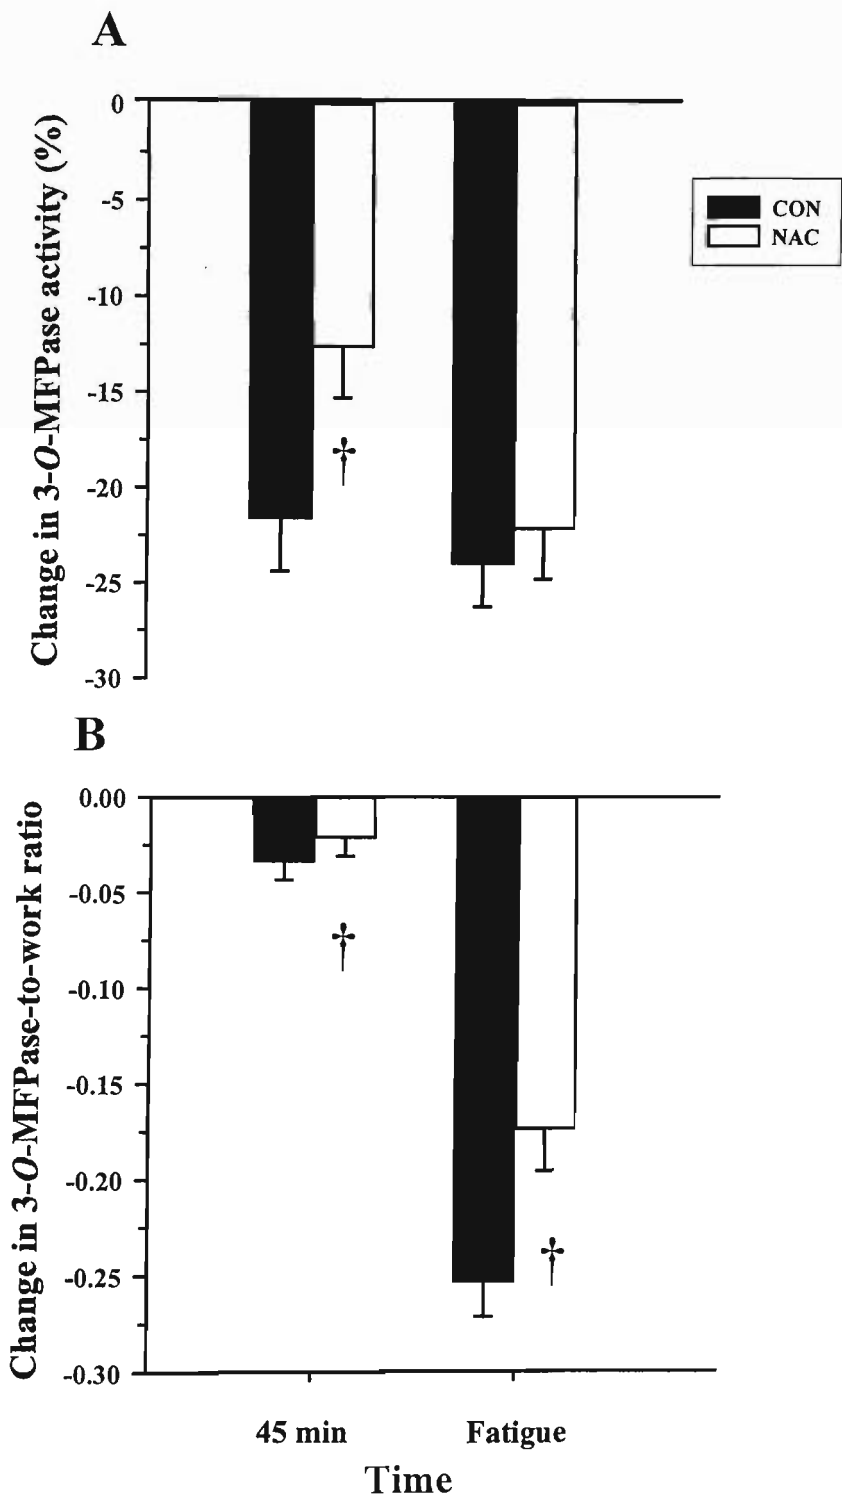 A
Change in 3-O-MFPase activity (%)
0
-5
-10
-15
-20
-25
-30
CON
NAC
†
B
Change in 3-O-MFPase-to-work ratio
0.00
-0.05
-0.10
-0.15
-0.20
-0.25
-0.30
†
†
45 min
Fatigue
Time